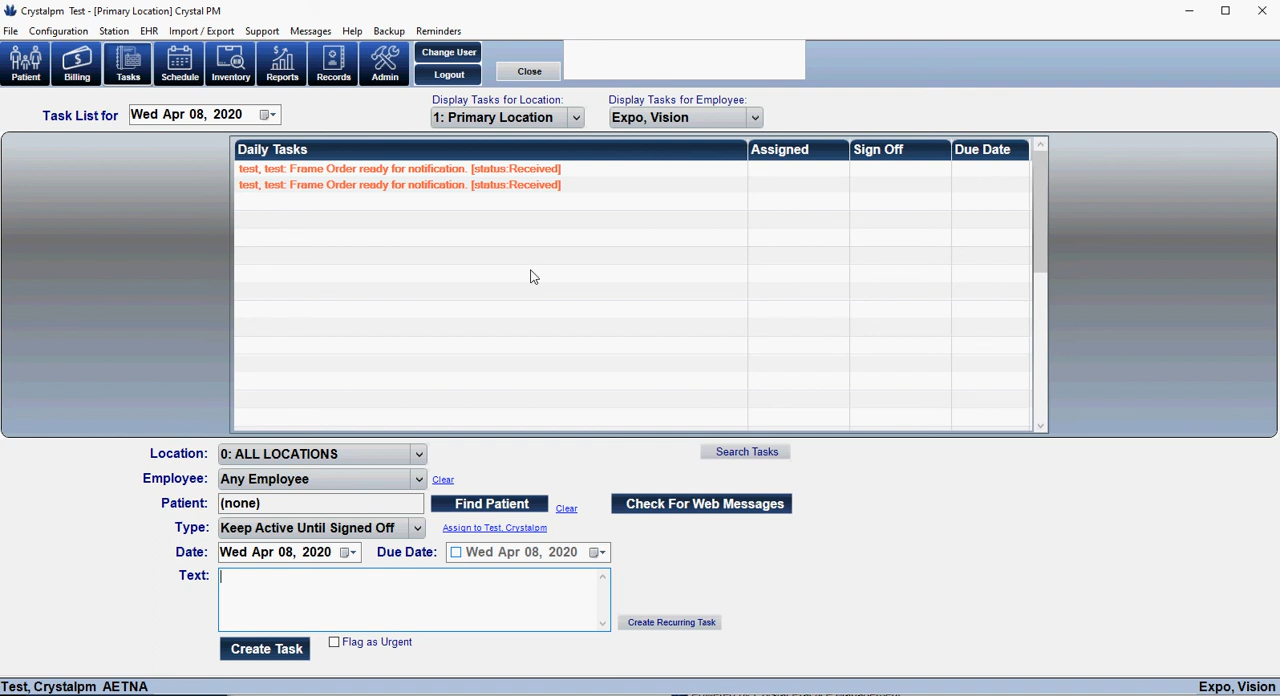 Crystalpm  Test - [Primary Location] Crystal PM
File Configuration Station EHR Import / Export Support Messages Help Backup Reminders
Patient Billing Tasks Schedule Inventory Reports Records Admin
Change User
Logout
Close
Task List for Wed Apr 08, 2020
Display Tasks for Location:
1: Primary Location
Display Tasks for Employee:
Expo, Vision
Daily Tasks Assigned Sign Off Due Date
test, test: Frame Order ready for notification. [status:Received]
test, test: Frame Order ready for notification. [status:Received]
Location: 0: ALL LOCATIONS Search Tasks
Employee: Any Employee Clear
Patient: (none) Find Patient Clear Check For Web Messages
Type: Keep Active Until Signed Off Assign to Test, Crystalpm
Date: Wed Apr 08, 2020 Due Date: Wed Apr 08, 2020
Text:
Create Recurring Task
Create Task Flag as Urgent
Test, Crystalpm  AETNA Expo, Vision